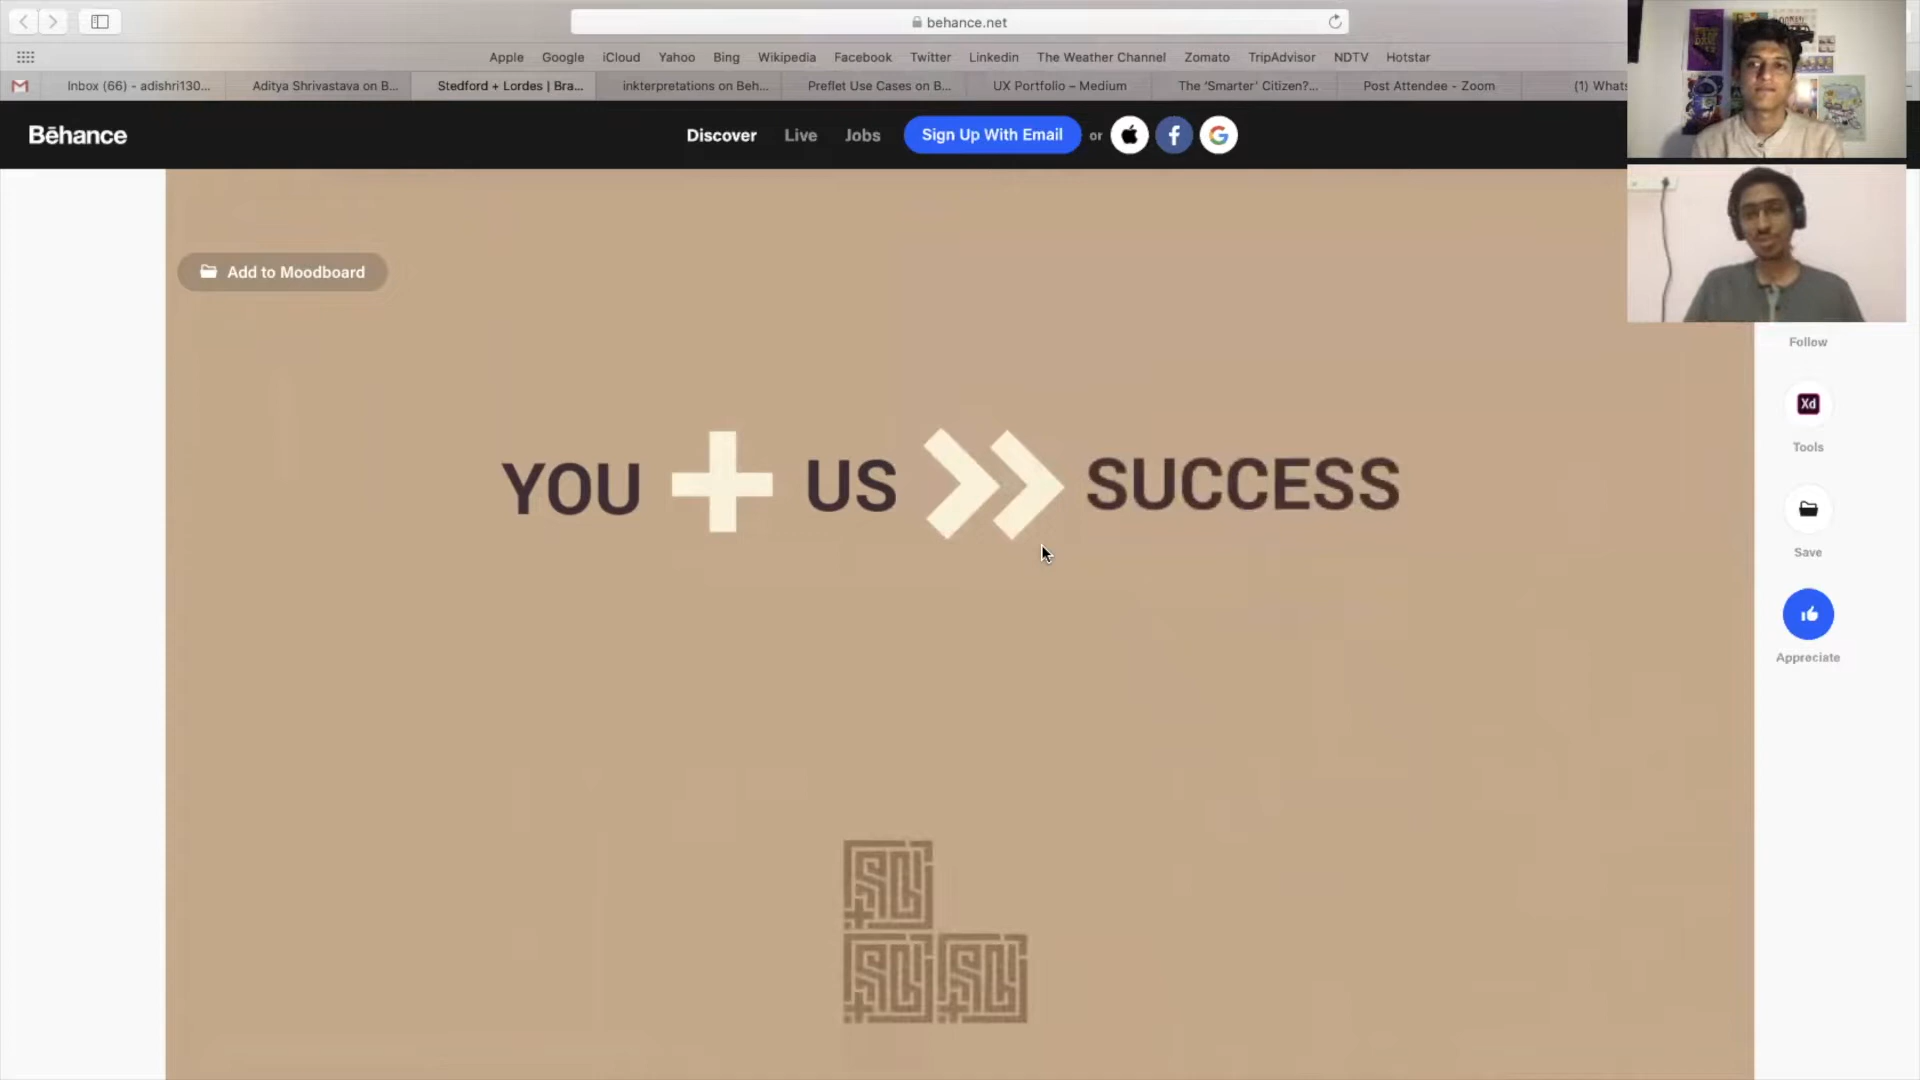 behance.net
Apple Google iCloud Yahoo Bing Wikipedia Facebook Twitter Linkedin The Weather Channel Zomato TripAdvisor NDTV Hotstar
Inbox (66) - adishri130... Aditya Shrivastava on B... Stedford + Lordes | Bra... inkterpretations on Beh... Preflet Use Cases on B... UX Portfolio – Medium The ‘Smarter’ Citizen?... Post Attendee - Zoom (1) Whats
Bēhance Discover Live Jobs Sign Up With Email or
Add to Moodboard
Follow
Xd
Tools
YOU + US >> SUCCESS
Save
Appreciate